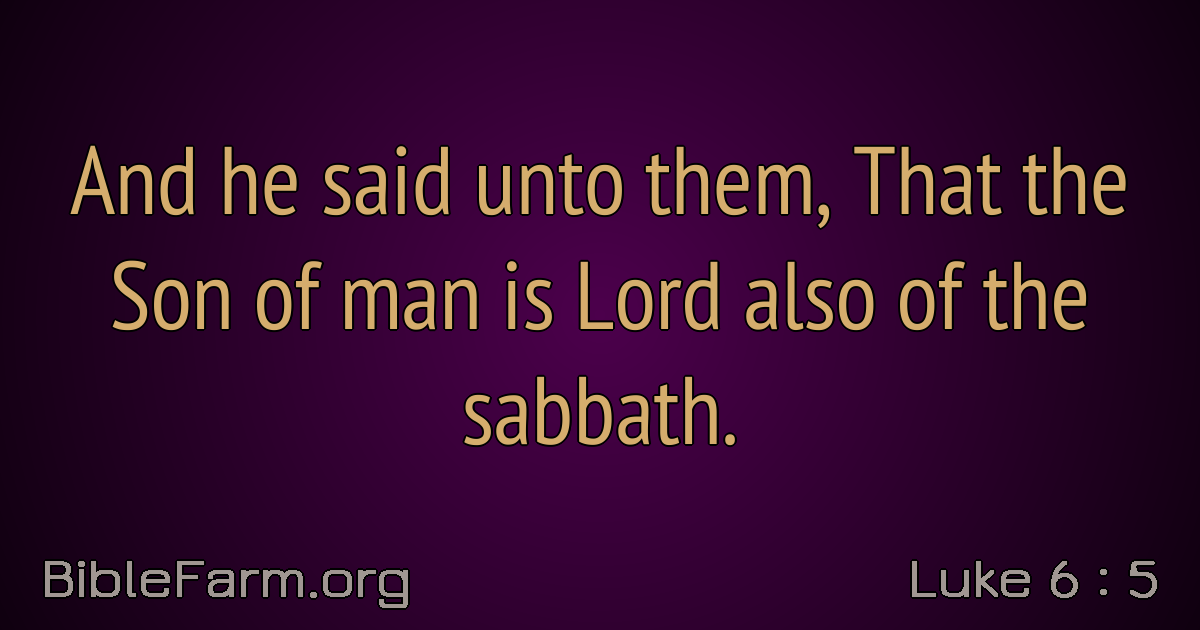 And he said unto them, That the
Son of man is Lord also of the
sabbath.
BibleFarm.org
Luke 6 : 5